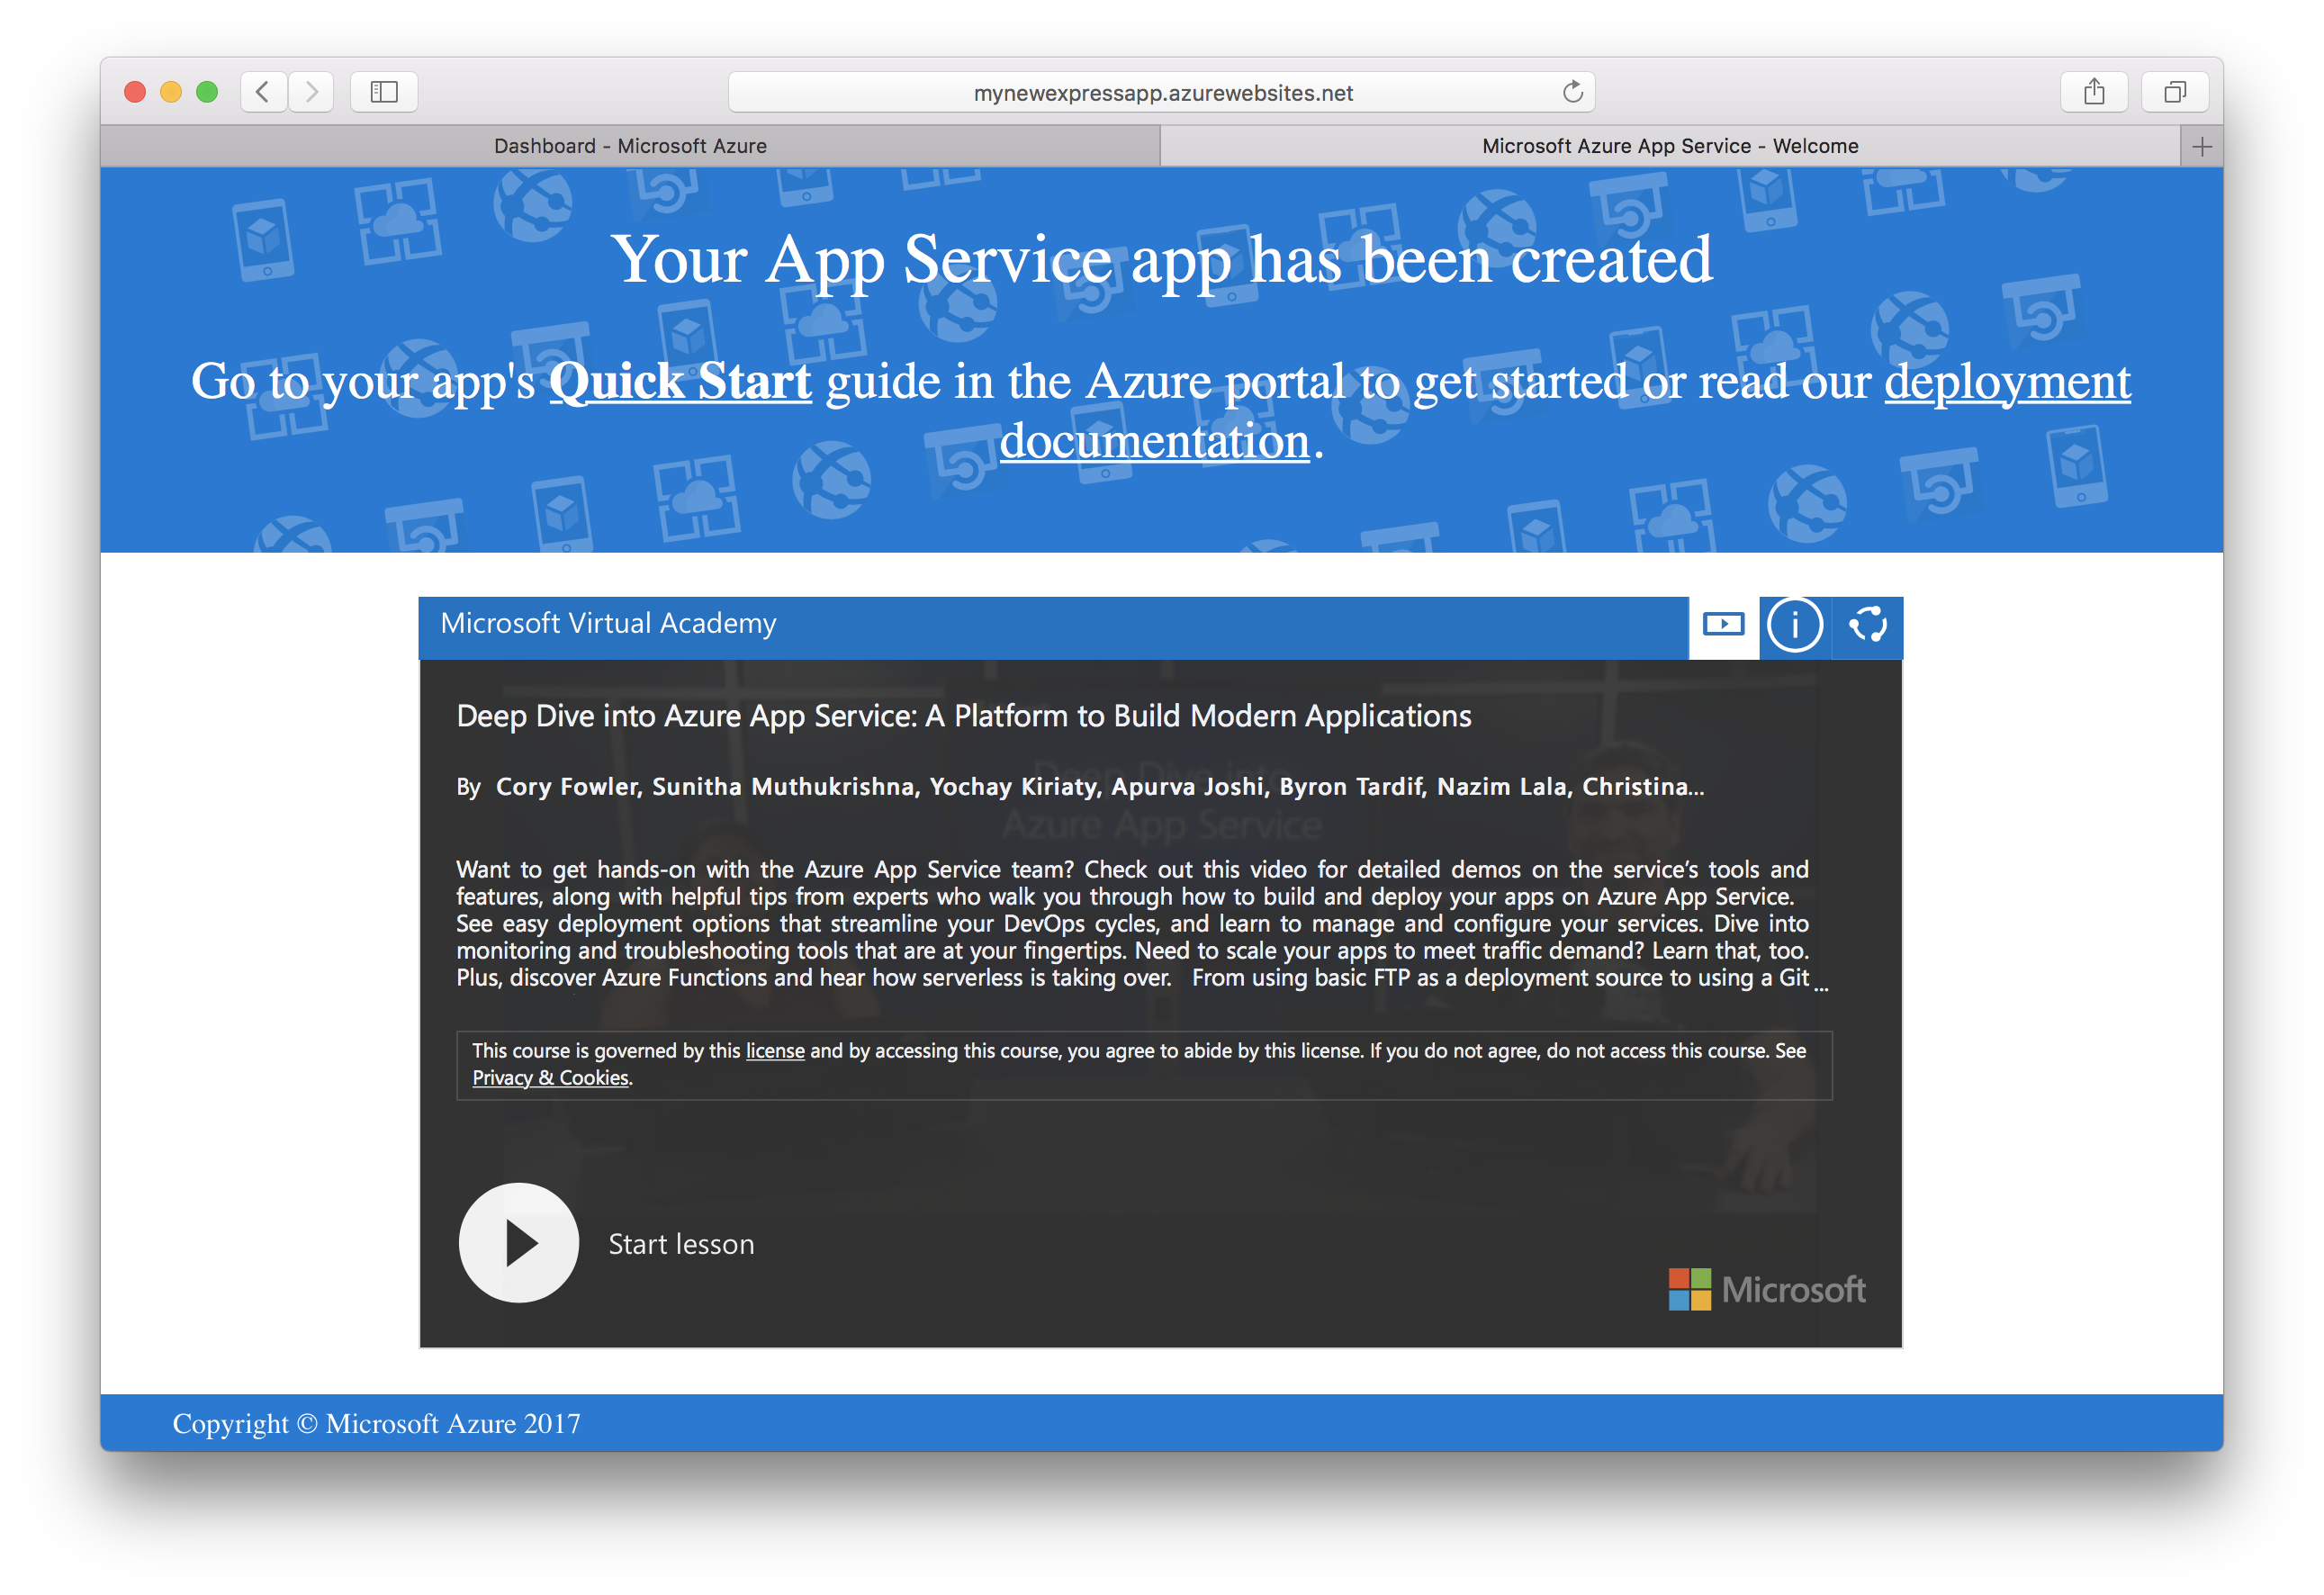 mynewexpressapp.azurewebsites.net
Dashboard - Microsoft Azure
Microsoft Azure App Service - Welcome
Your App Service app has been created
Go to your app's Quick Start guide in the Azure portal to get started or read our deployment
documentation.
Microsoft Virtual Academy
Deep Dive into Azure App Service: A Platform to Build Modern Applications
By Cory Fowler, Sunitha Muthukrishna, Yochay Kiriaty, Apurva Joshi, Byron Tardif, Nazim Lala, Christina...
Deep Dive into
Azure App Service
Want to get hands-on with the Azure App Service team? Check out this video for detailed demos on the service’s tools and
features, along with helpful tips from experts who walk you through how to build and deploy your apps on Azure App Service.
See easy deployment options that streamline your DevOps cycles, and learn to manage and configure your services. Dive into
monitoring and troubleshooting tools that are at your fingertips. Need to scale your apps to meet traffic demand? Learn that, too.
Plus, discover Azure Functions and hear how serverless is taking over. From using basic FTP as a deployment source to using a Git ...
This course is governed by this license and by accessing this course, you agree to abide by this license. If you do not agree, do not access this course. See
Privacy & Cookies.
Start lesson
Microsoft
Copyright © Microsoft Azure 2017